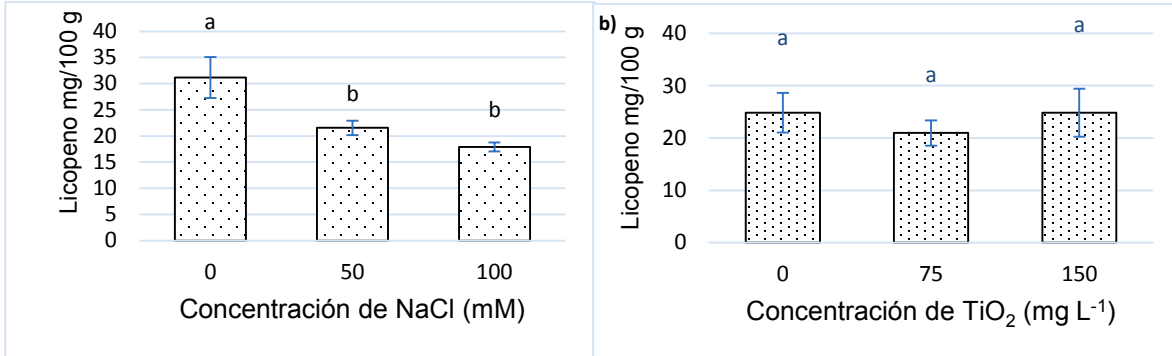 Licopeno mg/100 g
40
35
30
25
20
15
10
5
0
a
b
b
0 50 100
Concentración de NaCl (mM)
b)
Licopeno mg/100 g
40
30
20
10
0
a
a
a
0 75 150
Concentración de TiO₂ (mg L⁻¹)